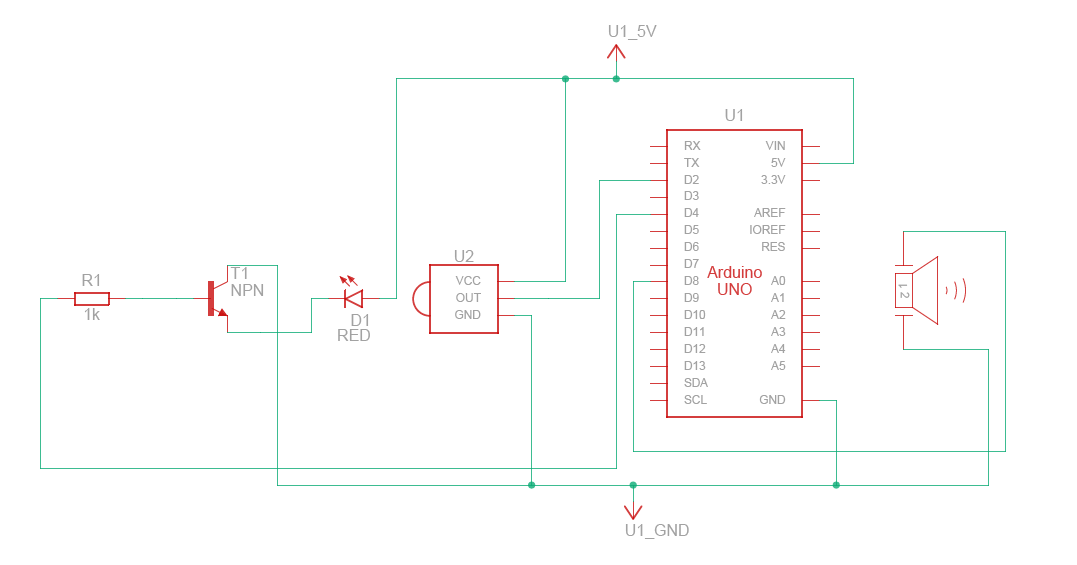 U1_5V
U1
RX
VIN
TX
5V
D2
3.3V
D3
D4
AREF
D5
IOREF
D6
RES
D7
Arduino
UNO
D8
A0
D9
A1
D10
A2
D11
A3
D12
A4
D13
A5
SDA
SCL
GND
U2
VCC
OUT
GND
R1
1k
T1
NPN
D1
RED
1 2
U1_GND